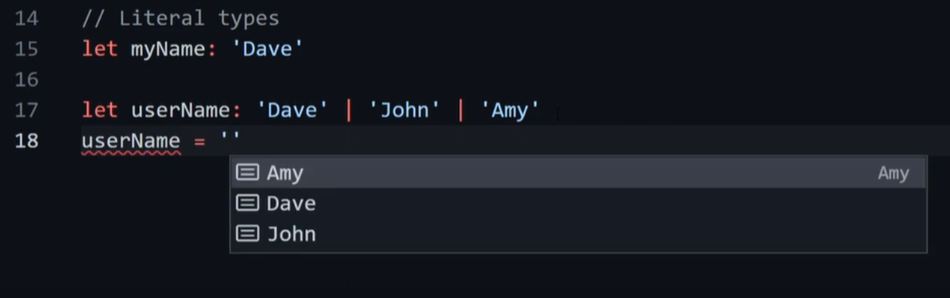 14 // Literal types
15 let myName: 'Dave'
16
17 let userName: 'Dave' | 'John' | 'Amy'
18 userName = ''
Amy Amy
Dave
John